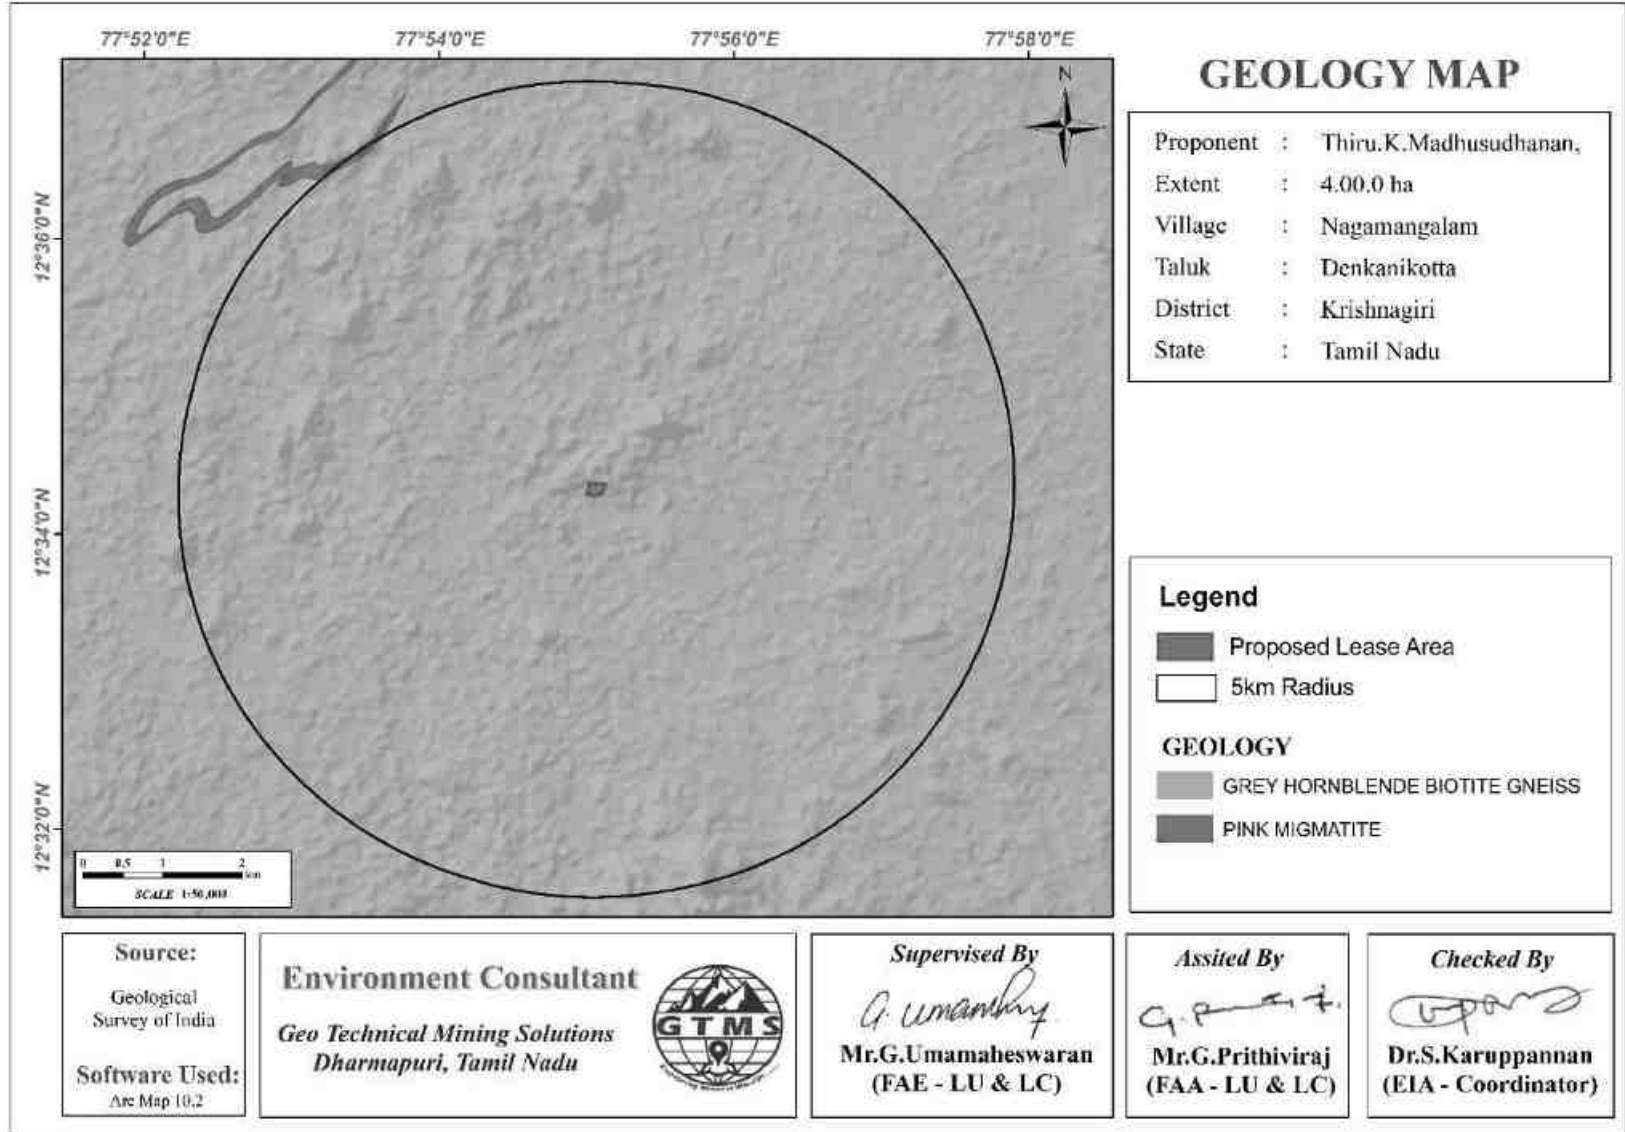 77°52'0"E
77°54'0"E
77°56'0"E
77°58'0"E
12°36'0"N
12°34'0"N
12°32'0"N
N
0 0.5 1 2
km
SCALE 1:50,000
GEOLOGY MAP
Proponent : Thiru.K.Madhusudhanan,
Extent : 4.00.0 ha
Village : Nagamangalam
Taluk : Denkanikotta
District : Krishnagiri
State : Tamil Nadu
Legend
Proposed Lease Area
5km Radius
GEOLOGY
GREY HORNBLENDE BIOTITE GNEISS
PINK MIGMATITE
Source:
Geological
Survey of India
Software Used:
Arc Map 10.2
Environment Consultant
Geo Technical Mining Solutions
Dharmapuri, Tamil Nadu
GTMS
Supervised By
Mr.G.Umamaheswaran
(FAE - LU & LC)
Assited By
Mr.G.Prithiviraj
(FAA - LU & LC)
Checked By
Dr.S.Karuppannan
(EIA - Coordinator)